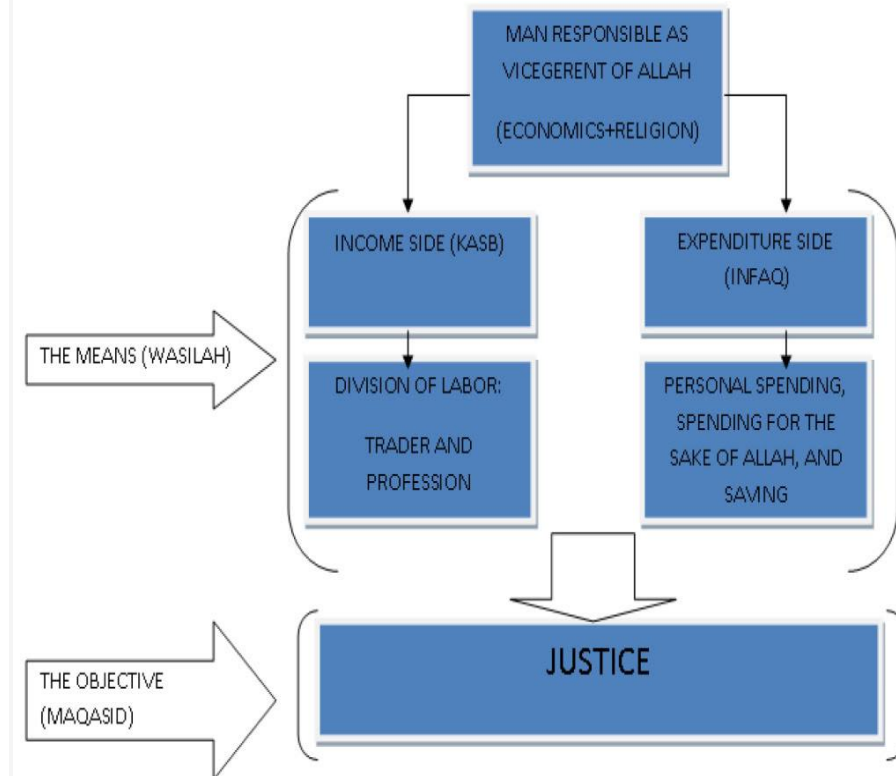 MAN RESPONSIBLE AS
VICEGERENT OF ALLAH
(ECONOMICS+RELIGION)
INCOME SIDE (KASB)
EXPENDITURE SIDE
(INFAQ)
THE MEANS (WASILAH)
DIVISION OF LABOR:
TRADER AND
PROFESSION
PERSONAL SPENDING,
SPENDING FOR THE
SAKE OF ALLAH, AND
SAVING
THE OBJECTIVE
(MAQASID)
JUSTICE